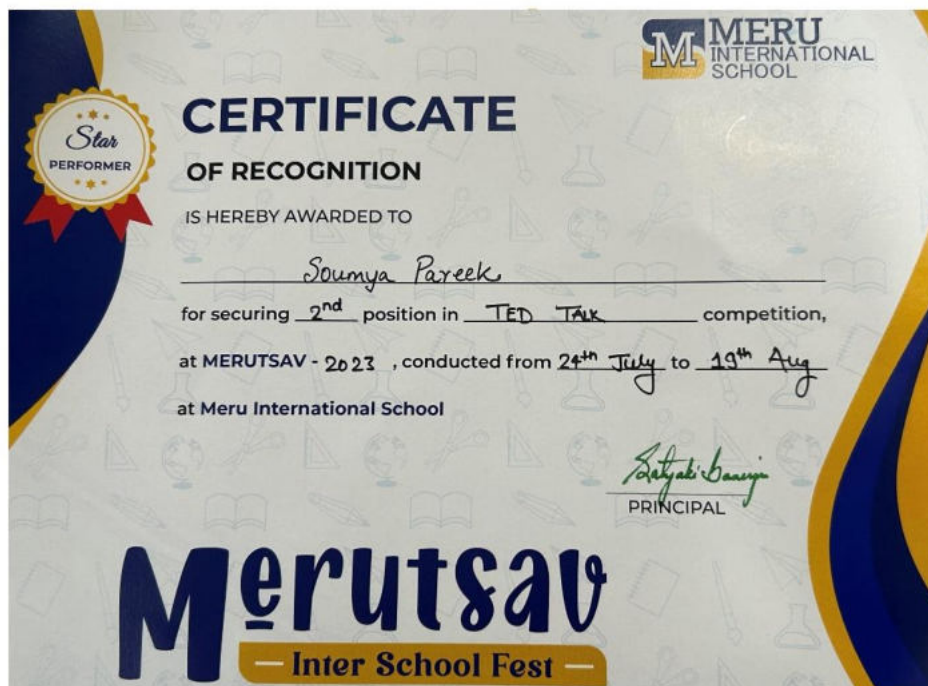 MERU
INTERNATIONAL
SCHOOL
CERTIFICATE
Star
PERFORMER
OF RECOGNITION
IS HEREBY AWARDED TO
Soumya Pareek
for securing 2nd position in TED TALK competition,
at MERUTSAV - 2023 , conducted from 24th July to 19th Aug
at Meru International School
Satyaki Banerji
PRINCIPAL
Merutsav
Inter School Fest